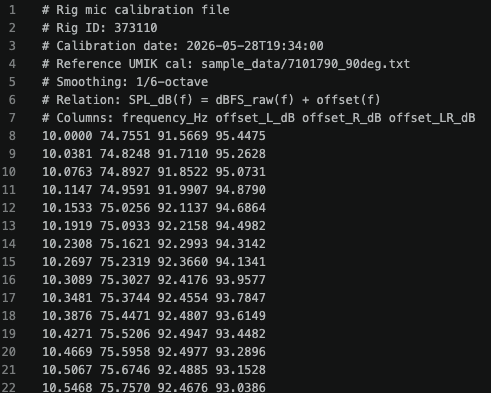 1 # Rig mic calibration file
2 # Rig ID: 373110
3 # Calibration date: 2026-05-28T19:34:00
4 # Reference UMIK cal: sample_data/7101790_90deg.txt
5 # Smoothing: 1/6-octave
6 # Relation: SPL_dB(f) = dBFS_raw(f) + offset(f)
7 # Columns: frequency_Hz offset_L_dB offset_R_dB offset_LR_dB
8 10.0000 74.7551 91.5669 95.4475
9 10.0381 74.8248 91.7110 95.2628
10 10.0763 74.8927 91.8522 95.0731
11 10.1147 74.9591 91.9907 94.8790
12 10.1533 75.0256 92.1137 94.6864
13 10.1919 75.0933 92.2158 94.4982
14 10.2308 75.1621 92.2993 94.3142
15 10.2697 75.2319 92.3660 94.1341
16 10.3089 75.3027 92.4176 93.9577
17 10.3481 75.3744 92.4554 93.7847
18 10.3876 75.4471 92.4807 93.6149
19 10.4271 75.5206 92.4947 93.4482
20 10.4669 75.5958 92.4977 93.2896
21 10.5067 75.6746 92.4885 93.1528
22 10.5468 75.7570 92.4676 93.0386